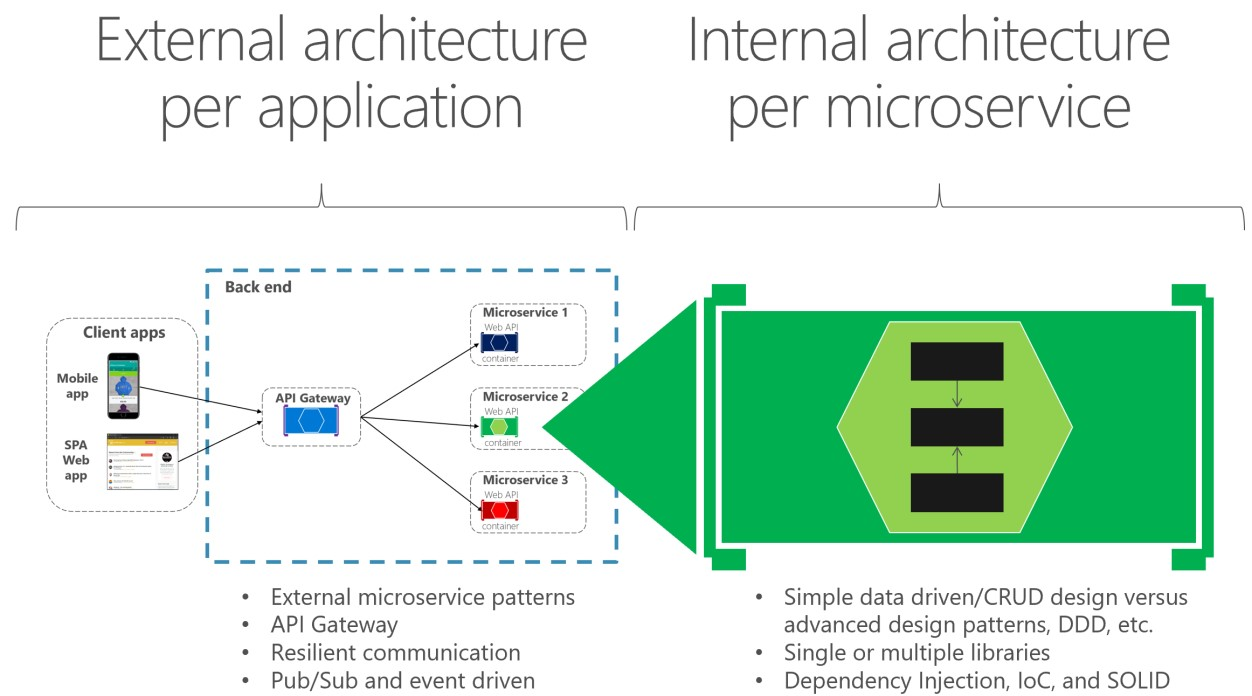 External architecture
per application
Internal architecture
per microservice
Back end
Client apps
Mobile
app
SPA
Web
app
API Gateway
Microservice 1
Web API
container
Microservice 2
Web API
container
Microservice 3
Web API
container
• External microservice patterns
• API Gateway
• Resilient communication
• Pub/Sub and event driven
• Simple data driven/CRUD design versus
advanced design patterns, DDD, etc.
• Single or multiple libraries
• Dependency Injection, IoC, and SOLID